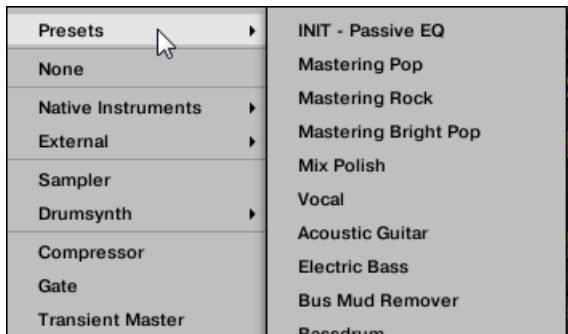 Presets
None
Native Instruments
External
Sampler
Drumsynth
Compressor
Gate
Transient Master
INIT - Passive EQ
Mastering Pop
Mastering Rock
Mastering Bright Pop
Mix Polish
Vocal
Acoustic Guitar
Electric Bass
Bus Mud Remover
Bassdrum